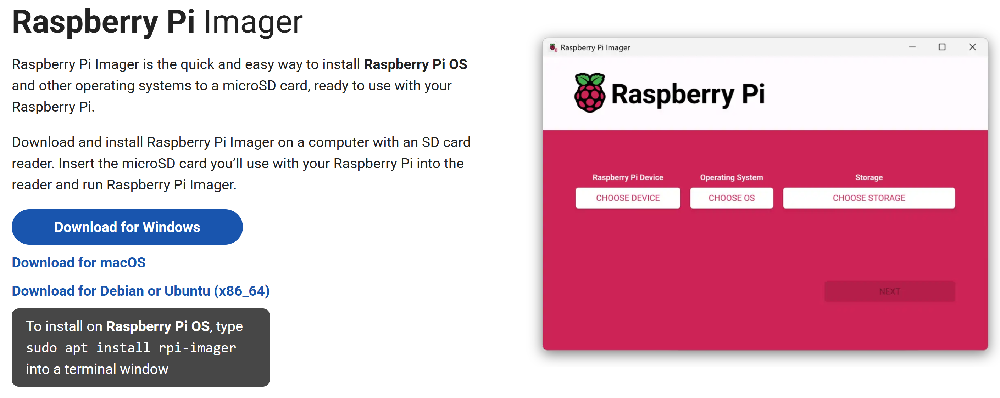 Raspberry Pi Imager
Raspberry Pi Imager is the quick and easy way to install Raspberry Pi OS
and other operating systems to a microSD card, ready to use with your
Raspberry Pi.
Download and install Raspberry Pi Imager on a computer with an SD card
reader. Insert the microSD card you’ll use with your Raspberry Pi into the
reader and run Raspberry Pi Imager.
Download for Windows
Download for macOS
Download for Debian or Ubuntu (x86_64)
To install on Raspberry Pi OS, type
sudo apt install rpi-imager
into a terminal window
Raspberry Pi Imager
Raspberry Pi
Raspberry Pi Device
Operating System
Storage
CHOOSE DEVICE
CHOOSE OS
CHOOSE STORAGE
NEXT